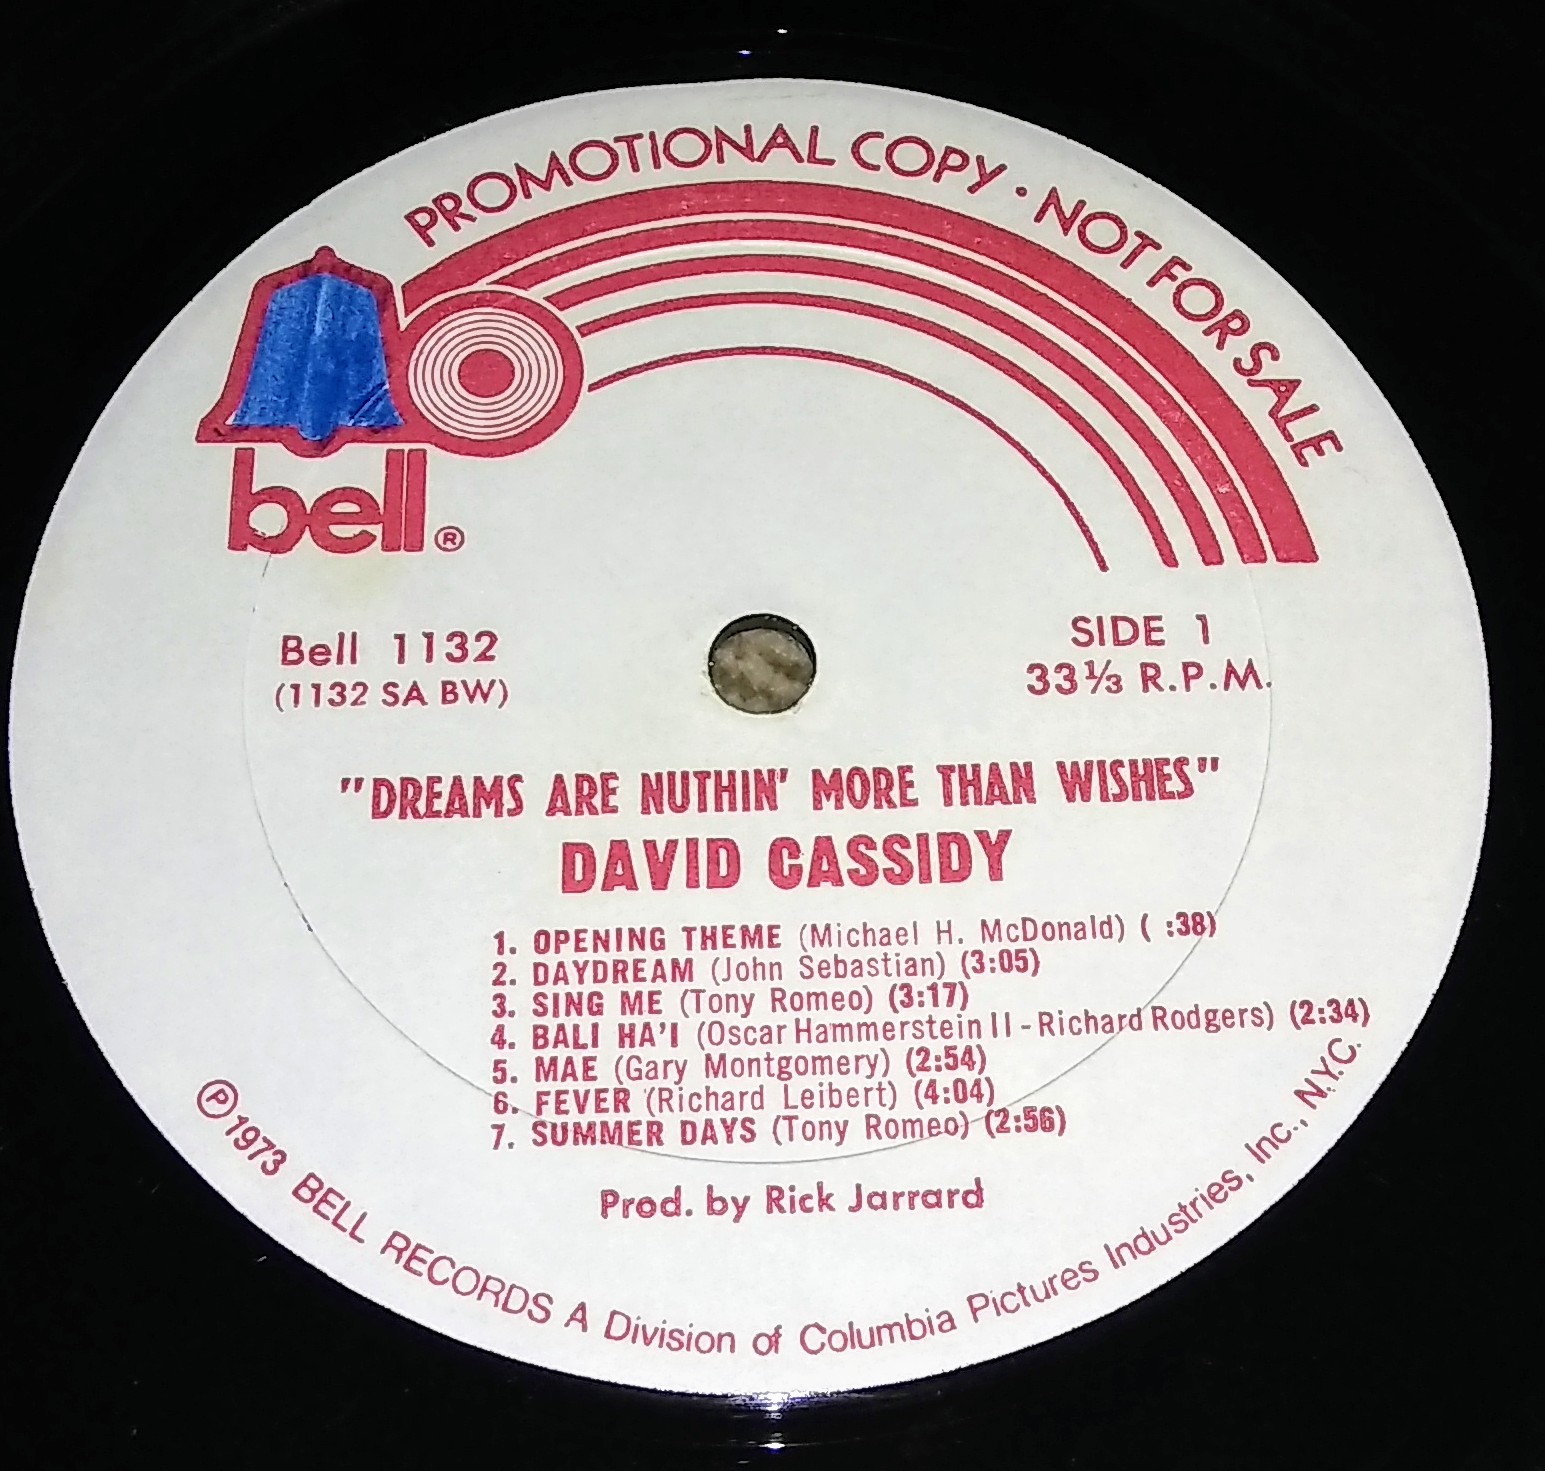 PROMOTIONAL COPY · NOT FOR SALE
bell®
Bell 1132
(1132 SA BW)
SIDE 1
33⅓ R.P.M.
"DREAMS ARE NUTHIN' MORE THAN WISHES"
DAVID CASSIDY
1. OPENING THEME (Michael H. McDonald) ( :38)
2. DAYDREAM (John Sebastian) (3:05)
3. SING ME (Tony Romeo) (3:17)
4. BALI HA'I (Oscar Hammerstein II - Richard Rodgers) (2:34)
5. MAE (Gary Montgomery) (2:54)
6. FEVER (Richard Leibert) (4:04)
7. SUMMER DAYS (Tony Romeo) (2:56)
Prod. by Rick Jarrard
℗1973 BELL RECORDS A Division of Columbia Pictures Industries, Inc., N.Y.C.